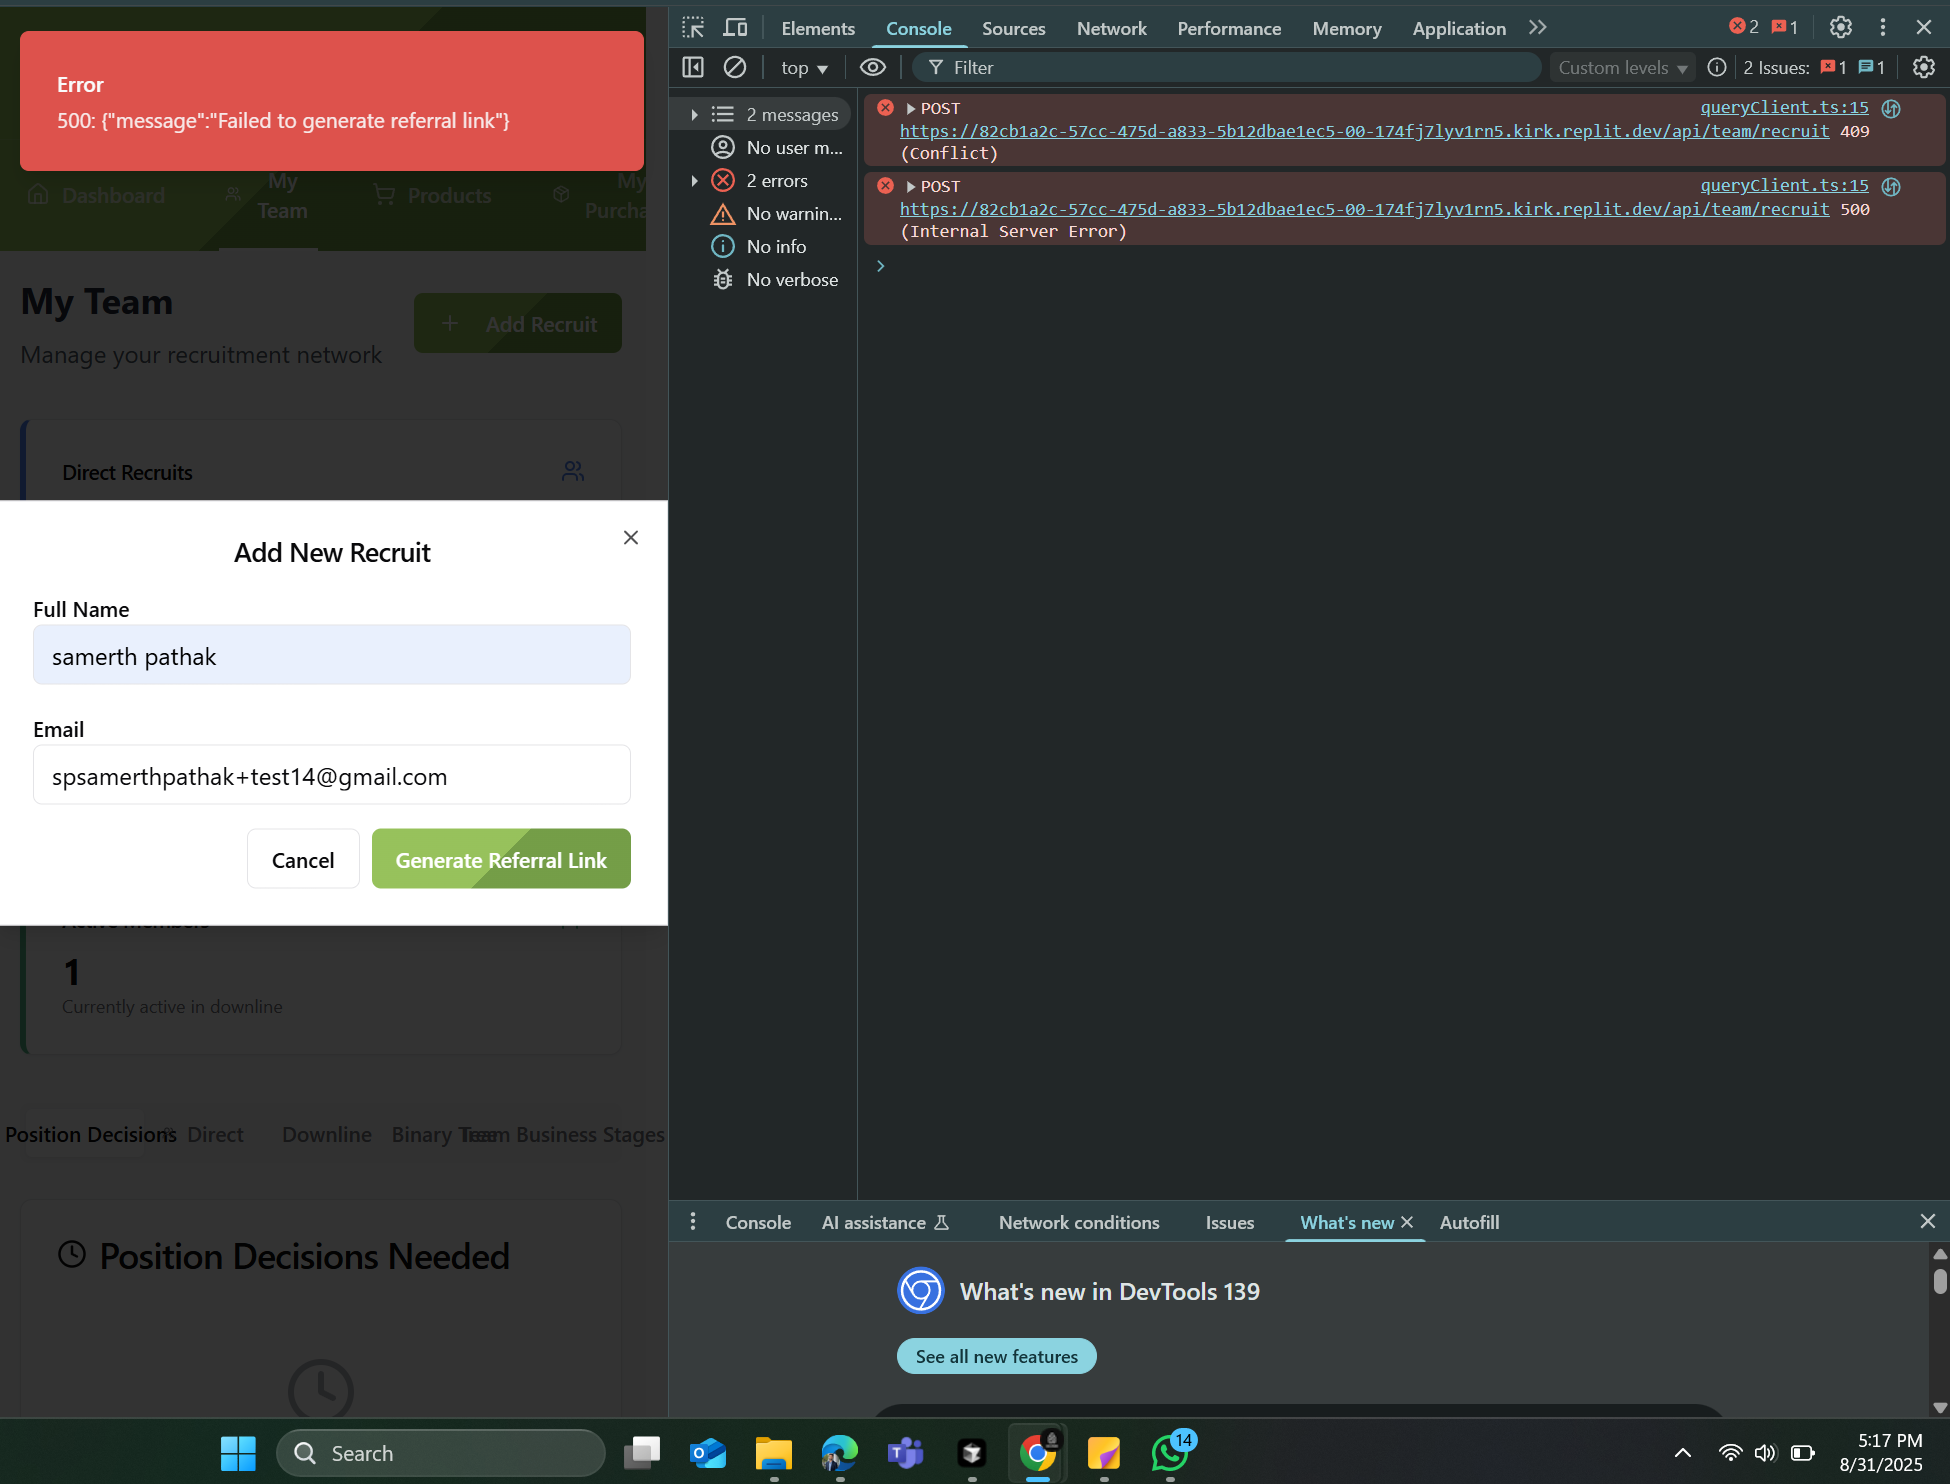 Error
500: {"message":"Failed to generate referral link"}
Dashboard
My Team
Products
My
Purcha
My Team
Add Recruit
Manage your recruitment network
Direct Recruits
Add New Recruit
Full Name
samerth pathak
Email
spsamerthpathak+test14@gmail.com
Cancel
Generate Referral Link
Active Members
1
Currently active in downline
Position Decisions
Direct
Downline
Binary Tree
Team Business
Stages
Position Decisions Needed
Elements
Console
Sources
Network
Performance
Memory
Application
2
1
top
Filter
Custom levels
2 Issues:
1
1
2 messages
No user m...
2 errors
No warnin...
No info
No verbose
POST
queryClient.ts:15
https://82cb1a2c-57cc-475d-a833-5b12dbae1ec5-00-174fj7lyv1rn5.kirk.replit.dev/api/team/recruit 409
(Conflict)
POST
queryClient.ts:15
https://82cb1a2c-57cc-475d-a833-5b12dbae1ec5-00-174fj7lyv1rn5.kirk.replit.dev/api/team/recruit 500
(Internal Server Error)
Console
AI assistance
Network conditions
Issues
What's new
Autofill
What's new in DevTools 139
See all new features
Search
14
5:17 PM
8/31/2025